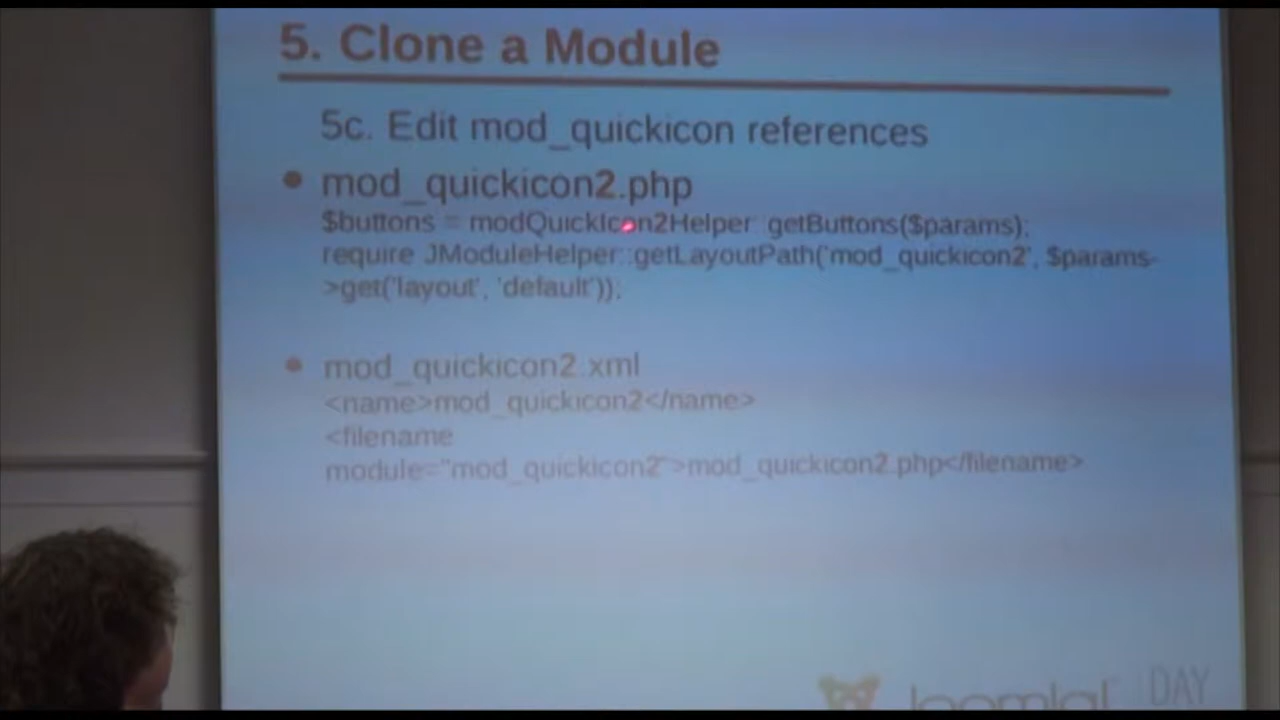 5. Clone a Module
5c. Edit mod_quickicon references
mod_quickicon2.php
$buttons = modQuickIcon2Helper::getButtons($params);
require JModuleHelper::getLayoutPath('mod_quickicon2', $params-
>get('layout', 'default'));
mod_quickicon2.xml
<name>mod_quickicon2</name>
<filename
module="mod_quickicon2">mod_quickicon2.php</filename>
Joomla! DAY